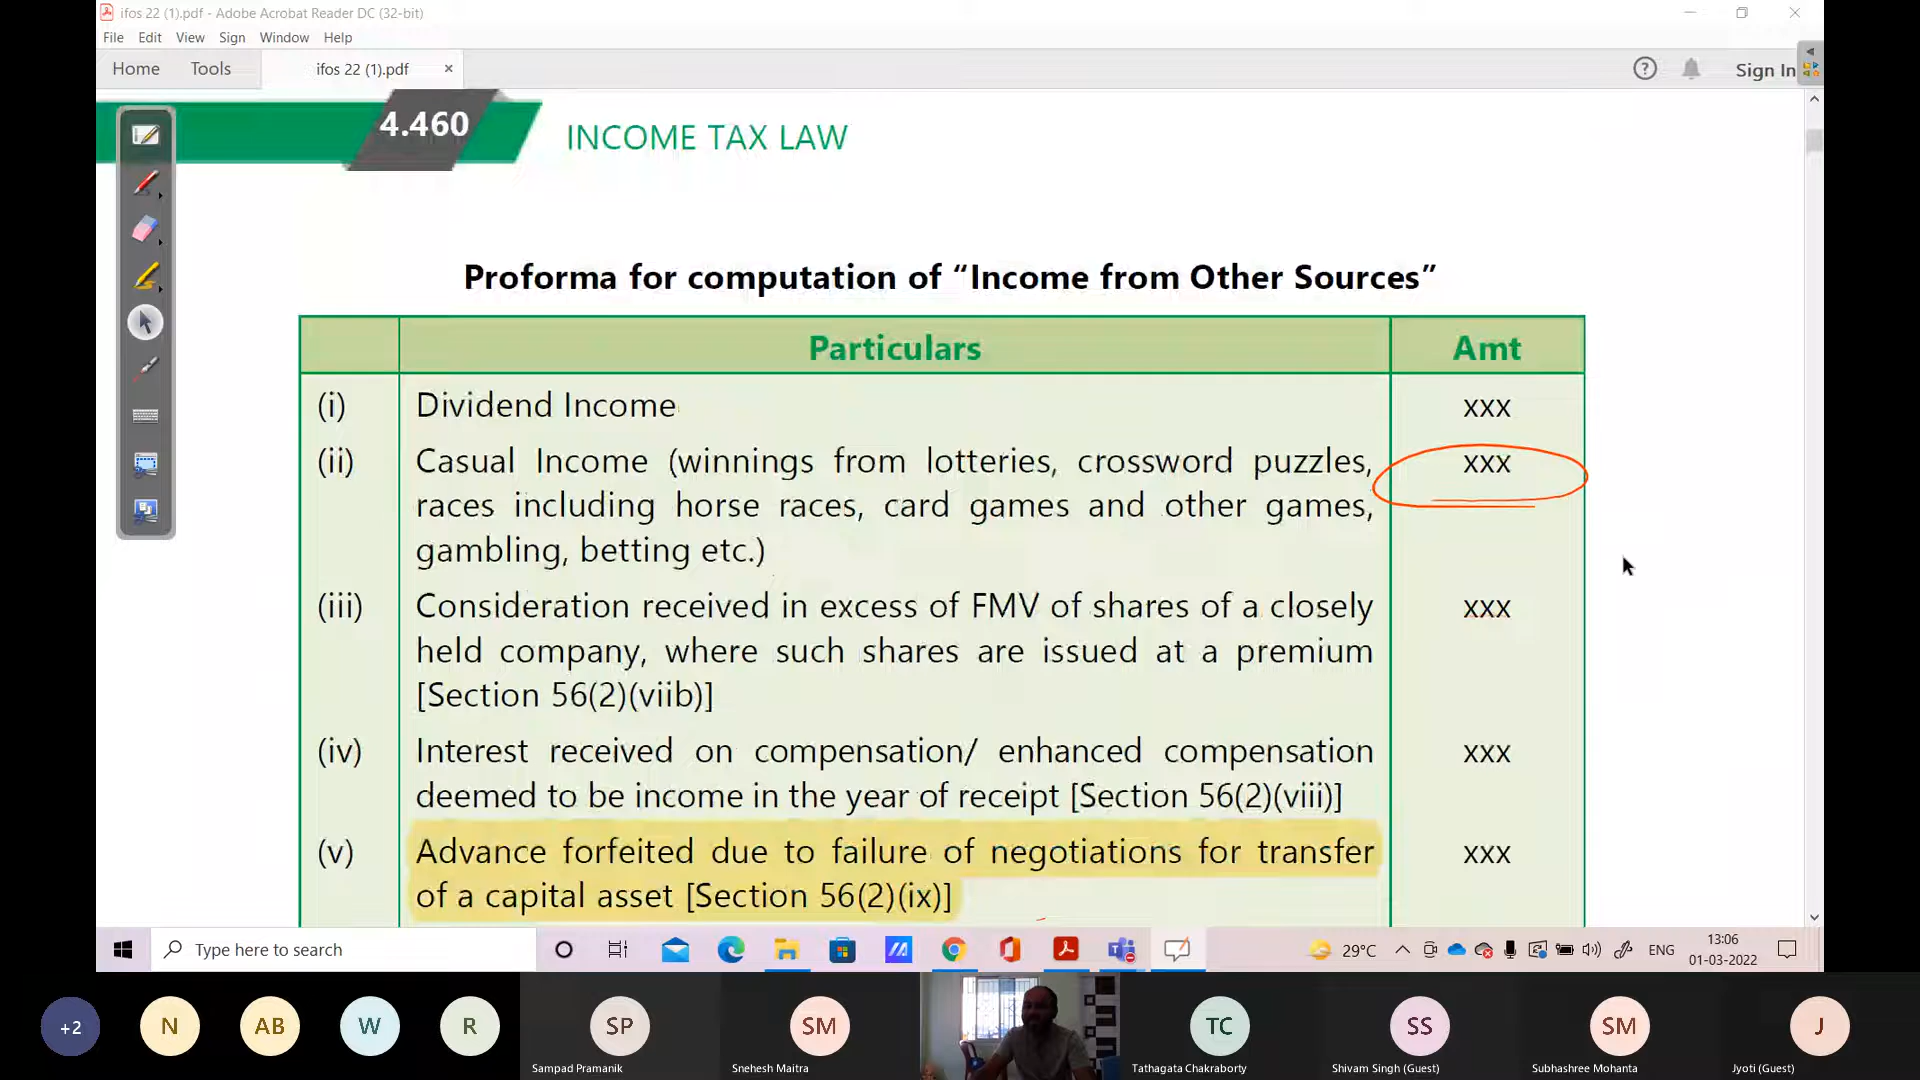 ifos 22 (1).pdf - Adobe Acrobat Reader DC (32-bit)
File Edit View Sign Window Help
Home Tools ifos 22 (1).pdf × Sign In
4.460 INCOME TAX LAW
Proforma for computation of “Income from Other Sources”
Particulars Amt
(i) Dividend Income xxx
(ii) Casual Income (winnings from lotteries, crossword puzzles, xxx
races including horse races, card games and other games,
gambling, betting etc.)
(iii) Consideration received in excess of FMV of shares of a closely xxx
held company, where such shares are issued at a premium
[Section 56(2)(viib)]
(iv) Interest received on compensation/ enhanced compensation xxx
deemed to be income in the year of receipt [Section 56(2)(viii)]
(v) Advance forfeited due to failure of negotiations for transfer xxx
of a capital asset [Section 56(2)(ix)]
Type here to search 29°C ENG 13:06
01-03-2022
+2 N AB W R SP SM TC SS SM J
Sampad Pramanik Snehesh Maitra Tathagata Chakraborty Shivam Singh (Guest) Subhashree Mohanta Jyoti (Guest)